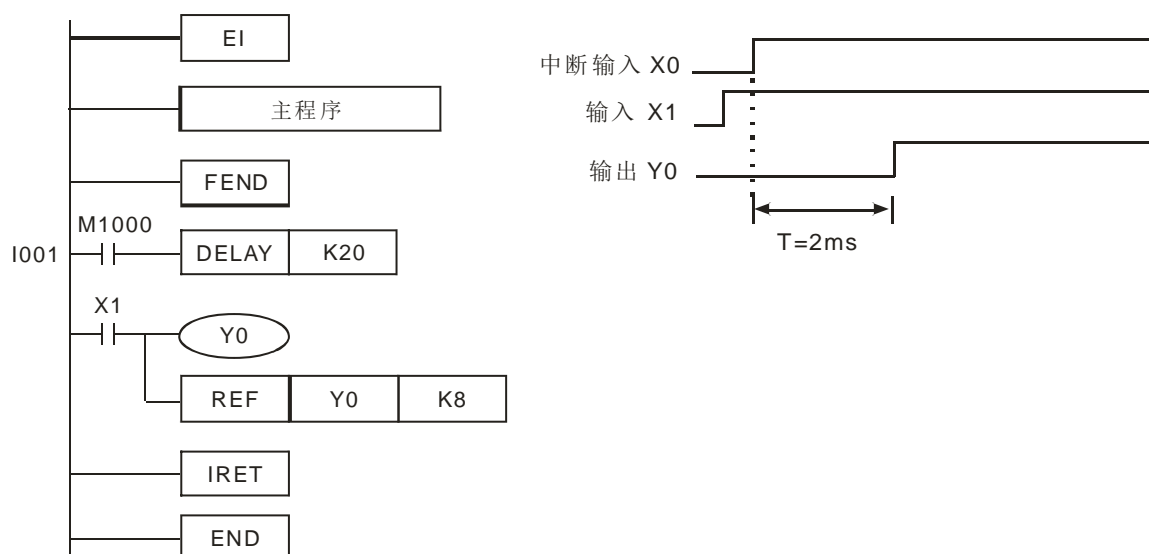 EI
主程序
FEND
M1000
I001
DELAY K20
X1
Y0
REF Y0 K8
IRET
END
中断输入 X0
输入 X1
输出 Y0
T=2ms